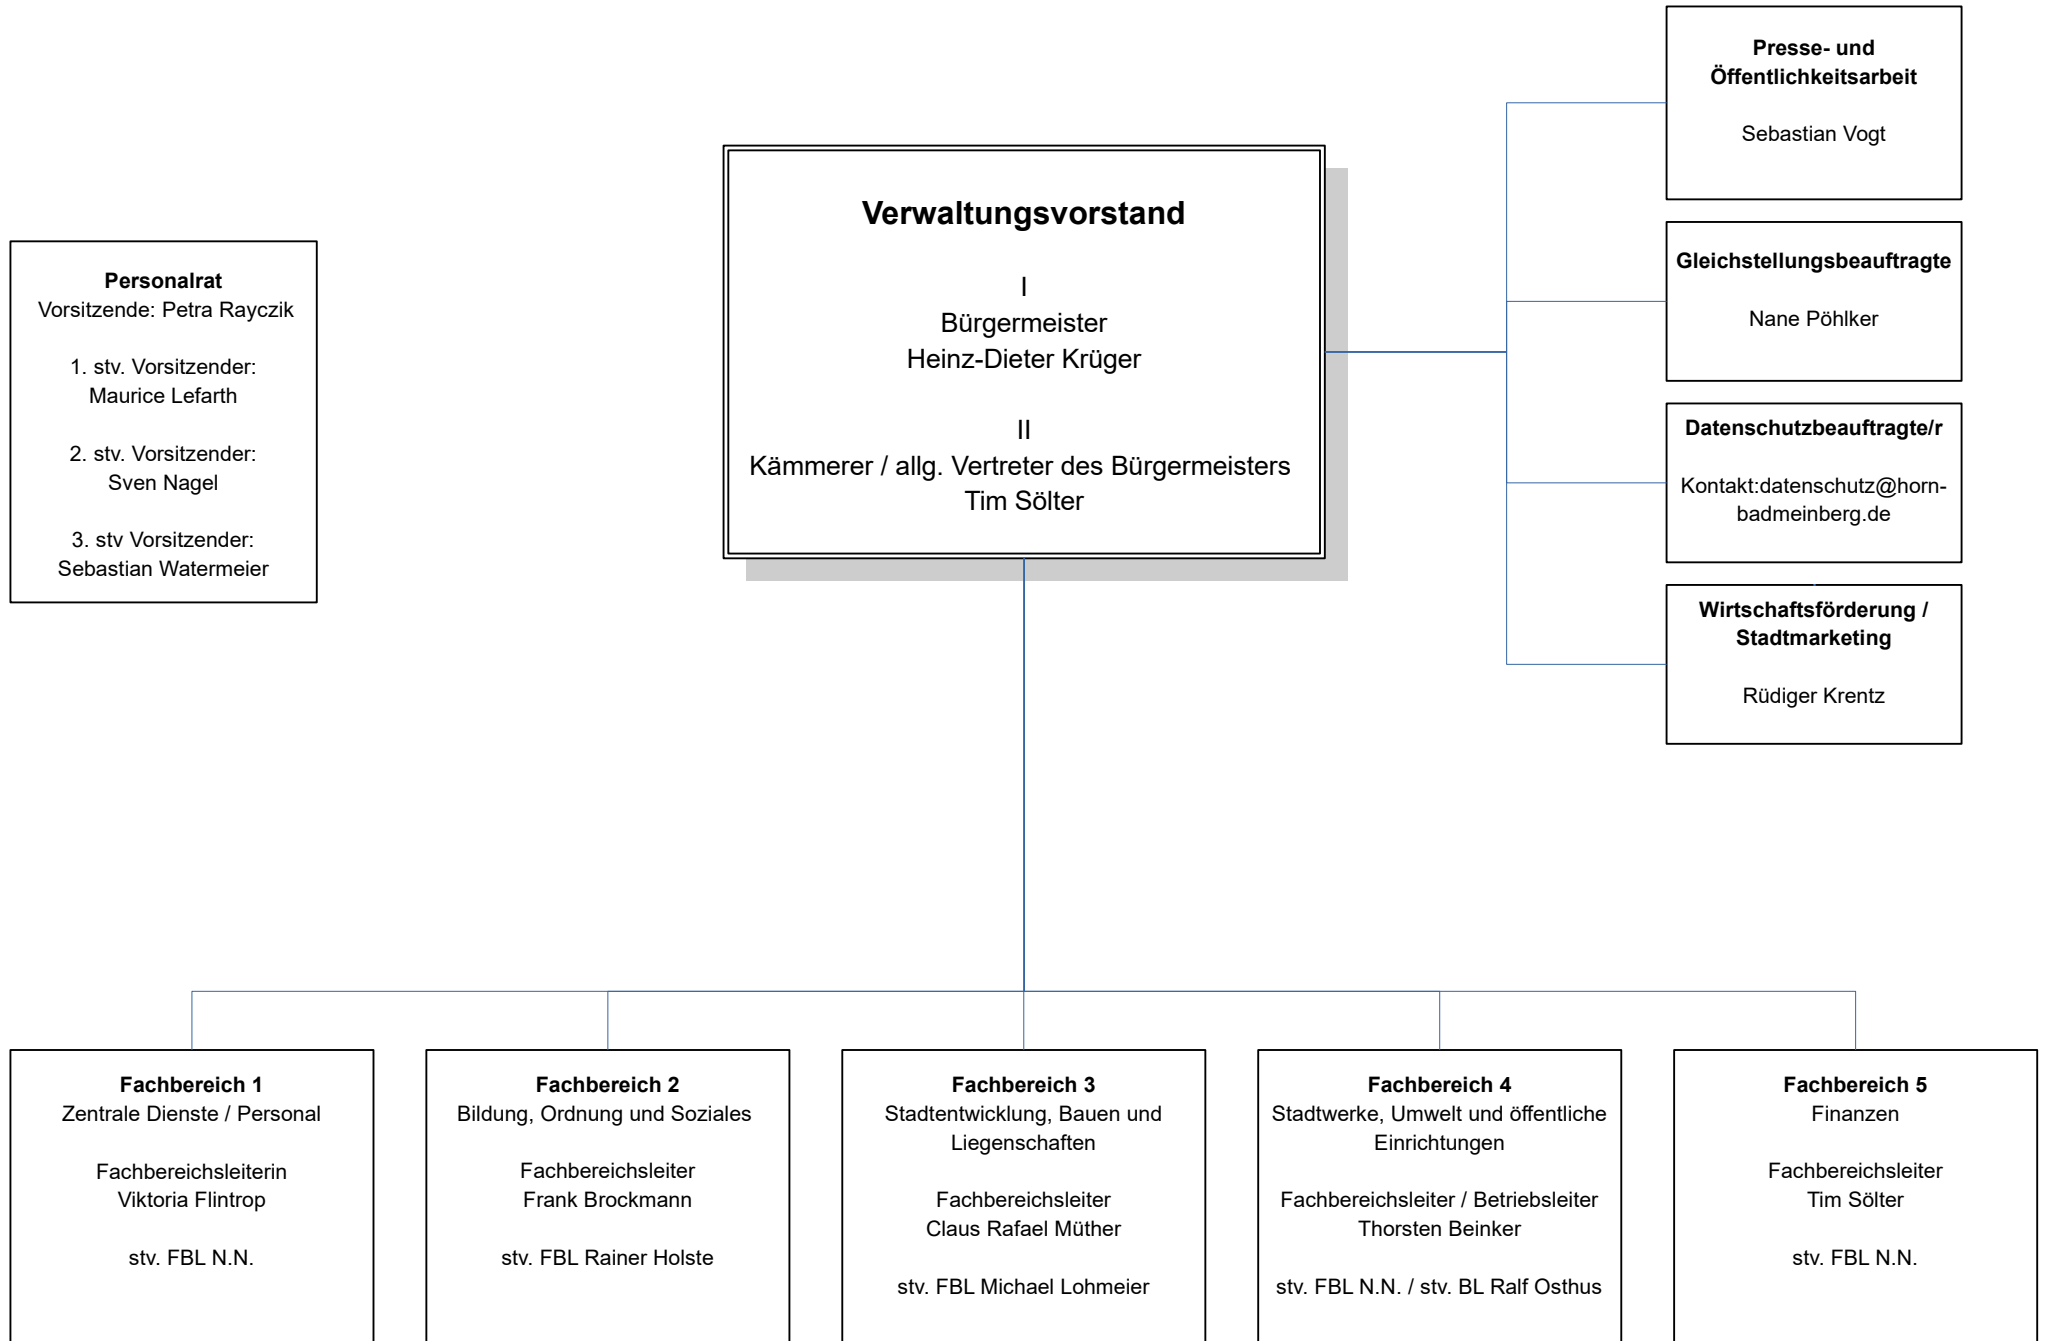 Presse- und
Öffentlichkeitsarbeit
Sebastian Vogt
Verwaltungsvorstand
I
Bürgermeister
Heinz-Dieter Krüger
II
Kämmerer / allg. Vertreter des Bürgermeisters
Tim Sölter
Personalrat
Vorsitzende: Petra Rayczik
1. stv. Vorsitzender:
Maurice Lefarth
2. stv. Vorsitzender:
Sven Nagel
3. stv Vorsitzender:
Sebastian Watermeier
Gleichstellungsbeauftragte
Nane Pöhlker
Datenschutzbeauftragte/r
Kontakt:datenschutz@horn-
badmeinberg.de
Wirtschaftsförderung /
Stadtmarketing
Rüdiger Krentz
Fachbereich 1
Zentrale Dienste / Personal
Fachbereichsleiterin
Viktoria Flintrop
stv. FBL N.N.
Fachbereich 2
Bildung, Ordnung und Soziales
Fachbereichsleiter
Frank Brockmann
stv. FBL Rainer Holste
Fachbereich 3
Stadtentwicklung, Bauen und
Liegenschaften
Fachbereichsleiter
Claus Rafael Müther
stv. FBL Michael Lohmeier
Fachbereich 4
Stadtwerke, Umwelt und öffentliche
Einrichtungen
Fachbereichsleiter / Betriebsleiter
Thorsten Beinker
stv. FBL N.N. / stv. BL Ralf Osthus
Fachbereich 5
Finanzen
Fachbereichsleiter
Tim Sölter
stv. FBL N.N.